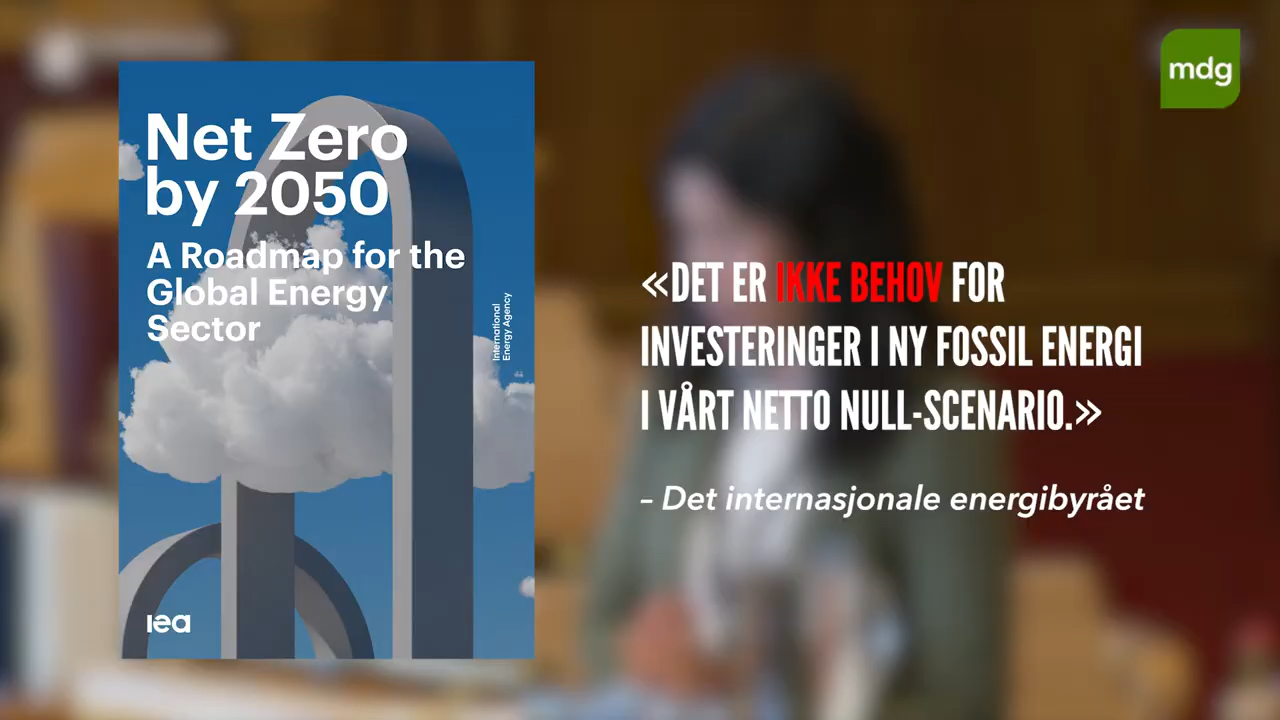 Net Zero
by 2050
A Roadmap for the
Global Energy
Sector
International
Energy Agency
iea
mdg
«DET ER IKKE BEHOV FOR
INVESTERINGER I NY FOSSIL ENERGI
I VÅRT NETTO NULL-SCENARIO.»
– Det internasjonale energibyrået